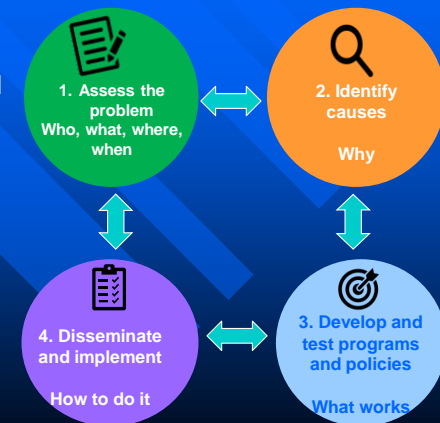 1. Assess the
problem
Who, what, where,
when
2. Identify
causes
Why
3. Develop and
test programs
and policies
What works
4. Disseminate
and implement
How to do it